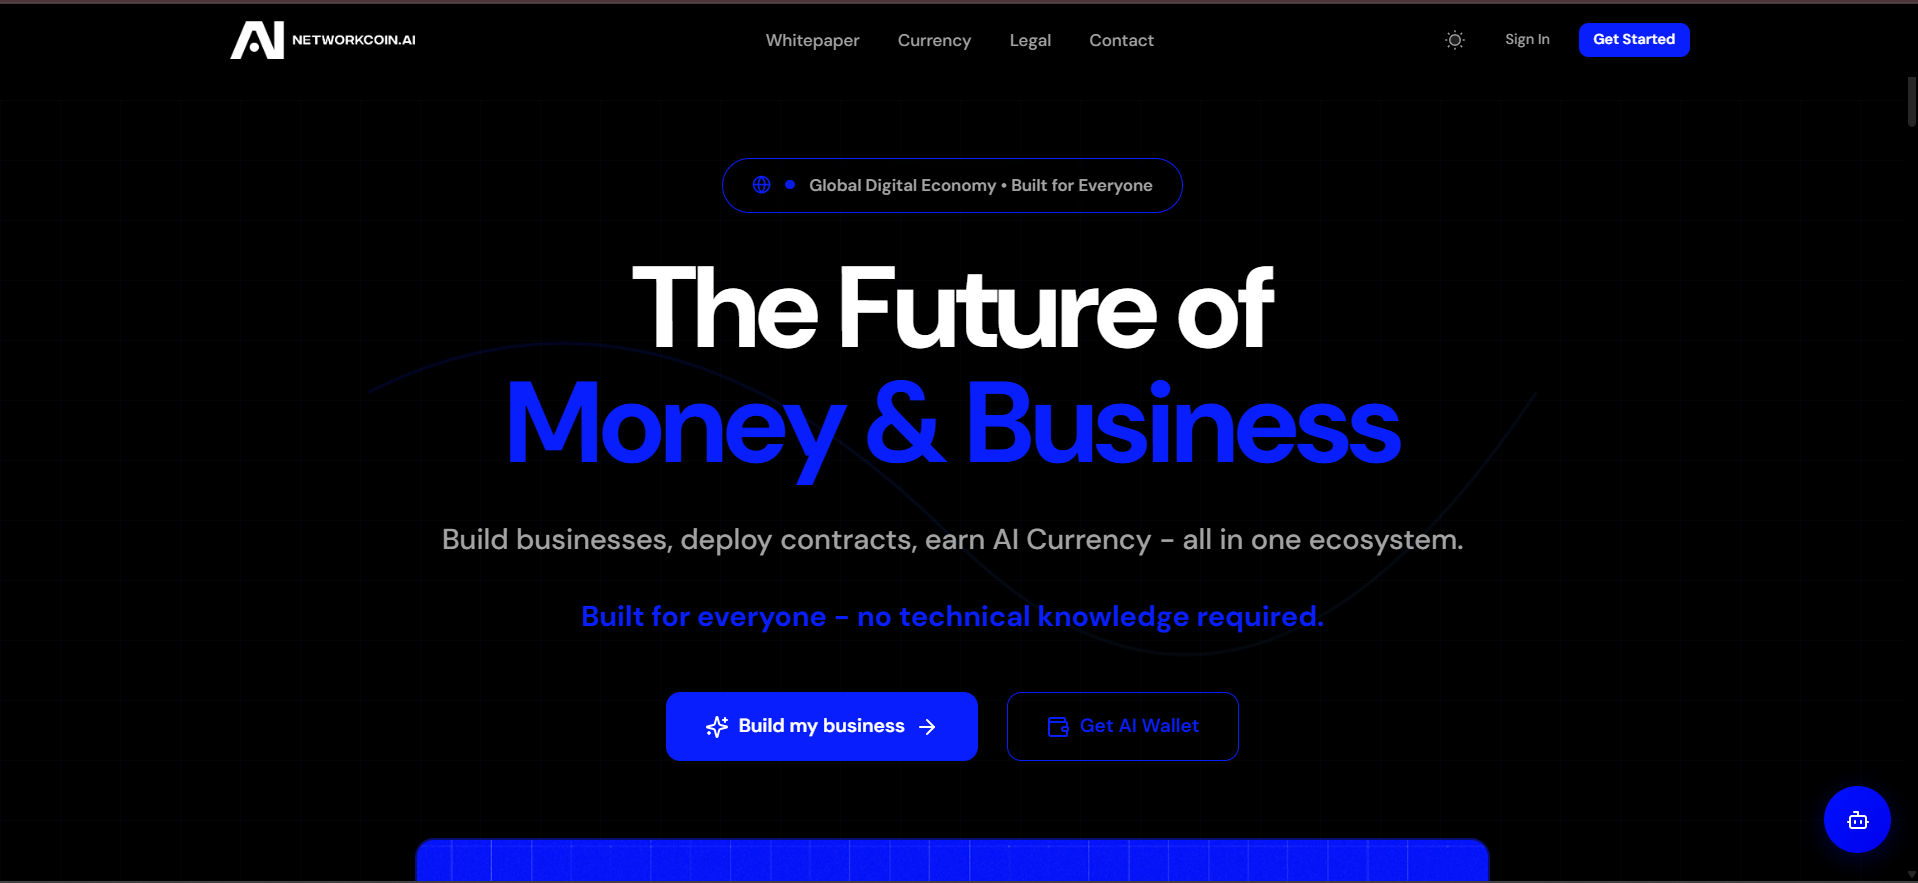 AI NETWORKCOIN.AI
Whitepaper
Currency
Legal
Contact
Sign In
Get Started
Global Digital Economy • Built for Everyone
The Future of
Money & Business
Build businesses, deploy contracts, earn AI Currency - all in one ecosystem.
Built for everyone - no technical knowledge required.
Build my business
Get AI Wallet